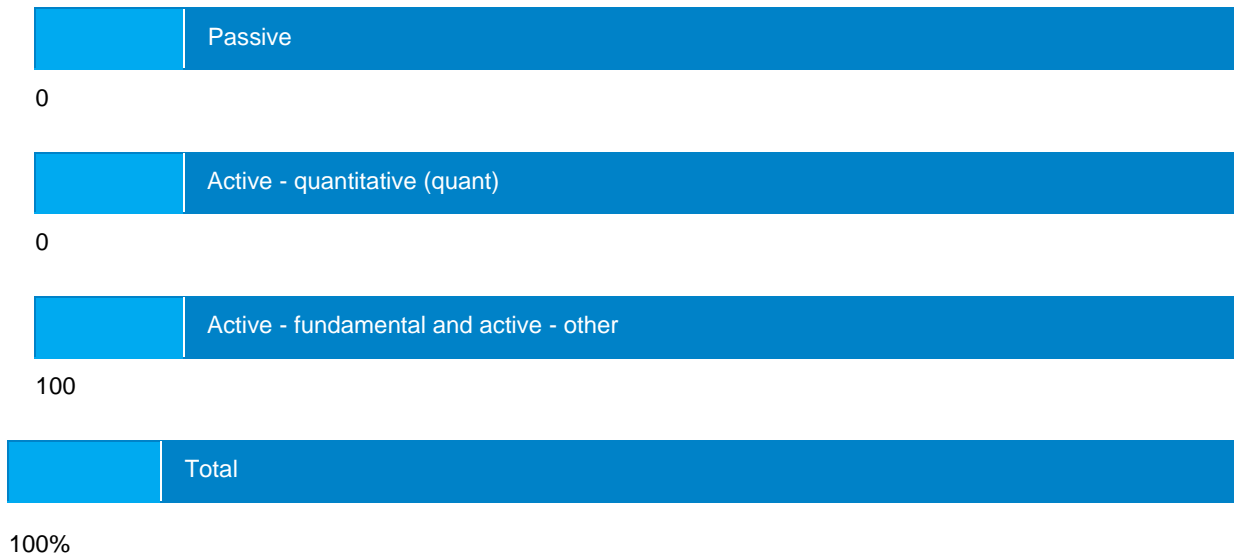 Passive
0
Active - quantitative (quant)
0
Active - fundamental and active - other
100
Total
100%